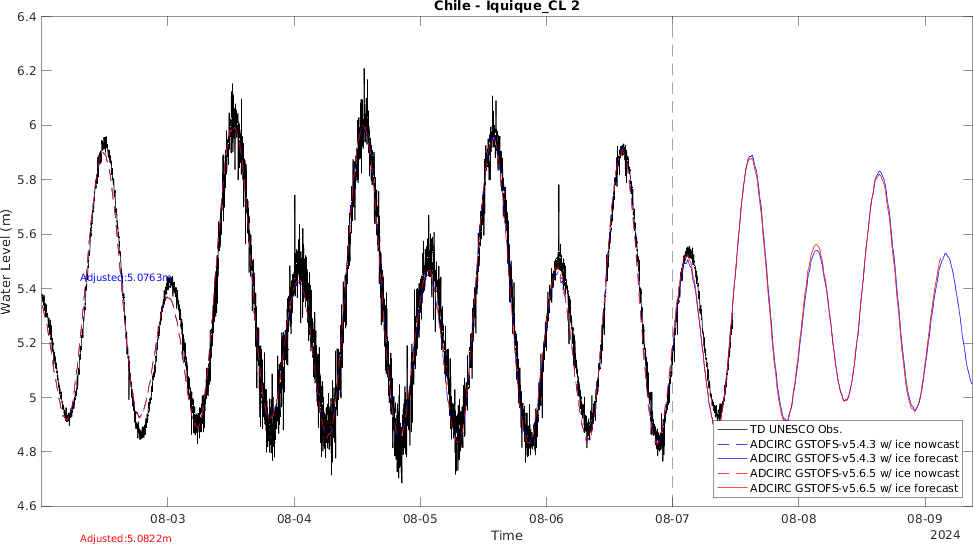 Chile - Iquique_CL 2
6.4
6.2
6
5.8
5.6
5.4
5.2
5
4.8
4.6
Water Level (m)
Adjusted:5.0763m
TD UNESCO Obs.
ADCIRC GSTOFS-v5.4.3 w/ ice nowcast
ADCIRC GSTOFS-v5.4.3 w/ ice forecast
ADCIRC GSTOFS-v5.6.5 w/ ice nowcast
ADCIRC GSTOFS-v5.6.5 w/ ice forecast
08-03 08-04 08-05 08-06 08-07 08-08 08-09
Time
2024
Adjusted:5.0822m